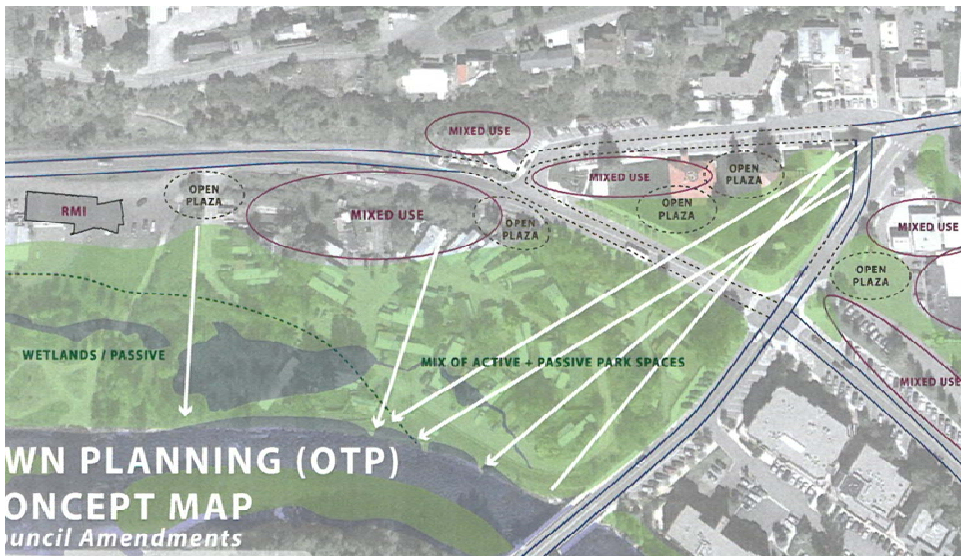 MIXED USE
MIXED USE
OPEN
PLAZA
OPEN
PLAZA
RMI
MIXED USE
OPEN
PLAZA
OPEN
PLAZA
MIXED USE
OPEN
PLAZA
WETLANDS / PASSIVE
MIX OF ACTIVE + PASSIVE PARK SPACES
MIXED USE
WN PLANNING (OTP)
ONCEPT MAP
ouncil Amendments